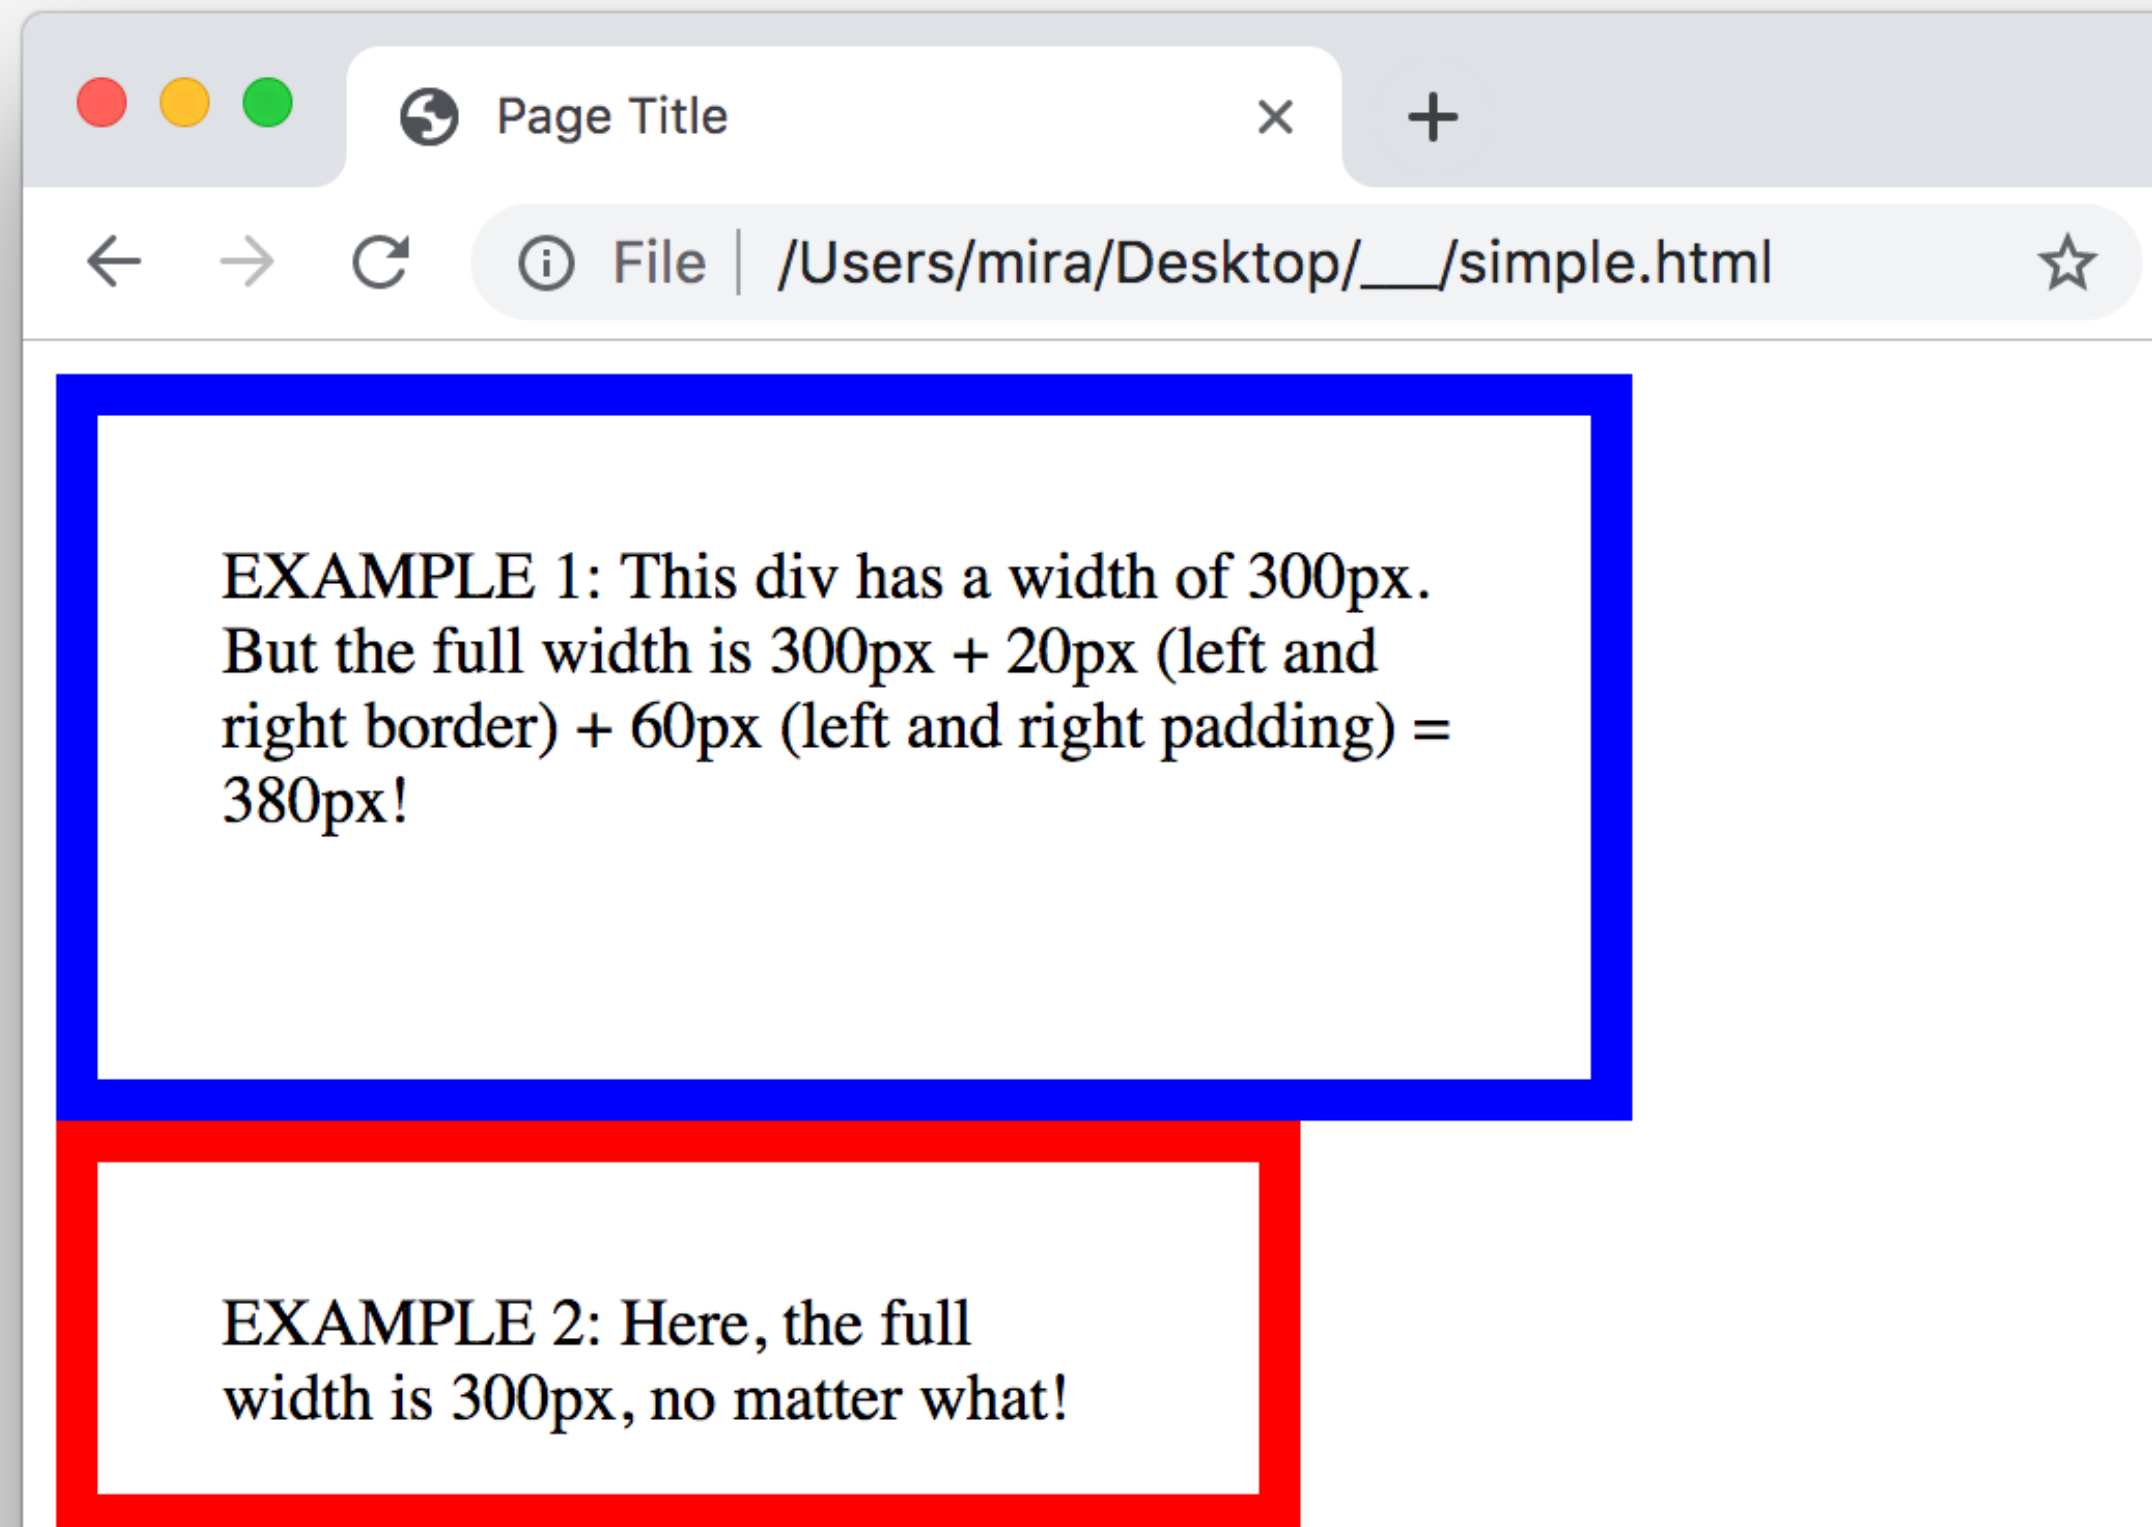 Page Title
File /Users/mira/Desktop/___/simple.html
EXAMPLE 1: This div has a width of 300px.
But the full width is 300px + 20px (left and
right border) + 60px (left and right padding) =
380px!
EXAMPLE 2: Here, the full
width is 300px, no matter what!